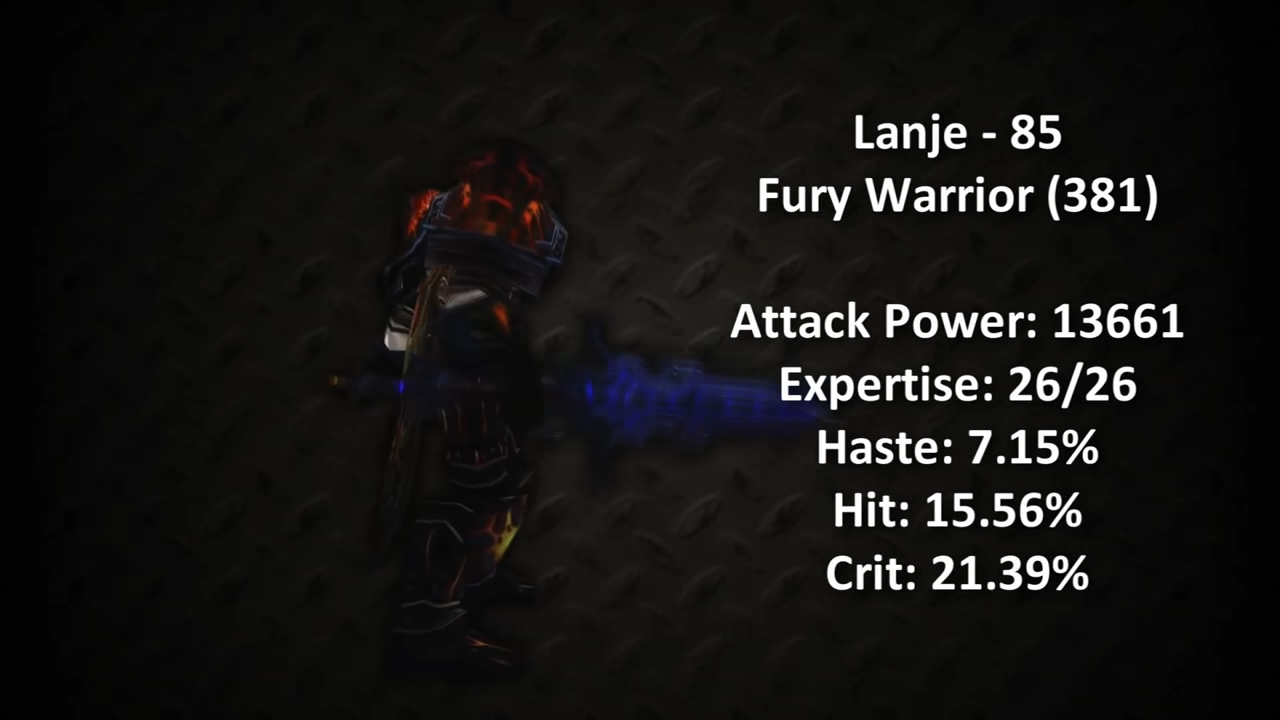 Lanje - 85
Fury Warrior (381)
Attack Power: 13661
Expertise: 26/26
Haste: 7.15%
Hit: 15.56%
Crit: 21.39%